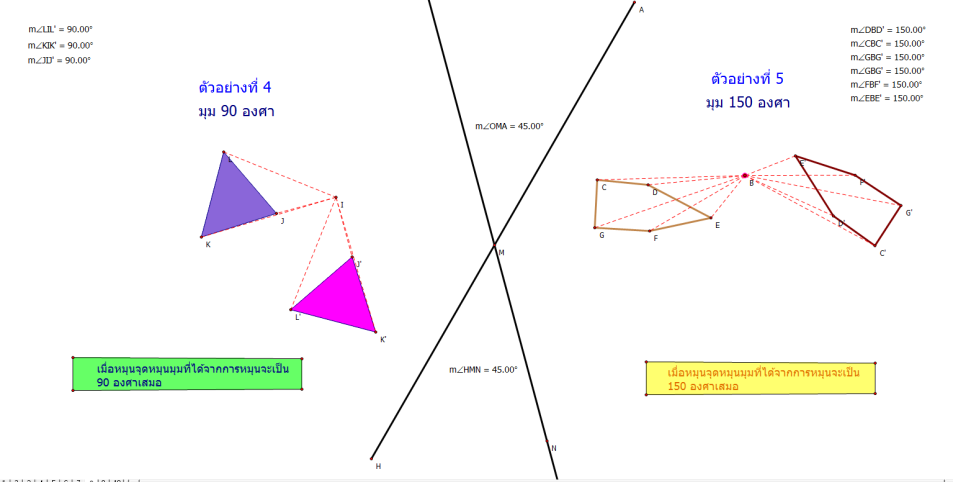 m∠LIL' = 90.00°
m∠KIK' = 90.00°
m∠JIJ' = 90.00°
ตัวอย่างที่ 4
มุม 90 องศา
L
J
I
K
J'
L'
K'
เมื่อหมุนจุดหมุนมุมที่ได้จากการหมุนจะเป็น
90 องศาเสมอ
A
m∠OMA = 45.00°
M
m∠HMN = 45.00°
N
H
m∠DBD' = 150.00°
m∠CBC' = 150.00°
m∠GBG' = 150.00°
m∠GBG' = 150.00°
m∠FBF' = 150.00°
m∠EBE' = 150.00°
ตัวอย่างที่ 5
มุม 150 องศา
C
D
B
E'
F'
G
F
E
D'
G'
C'
เมื่อหมุนจุดหมุนมุมที่ได้จากการหมุนจะเป็น
150 องศาเสมอ